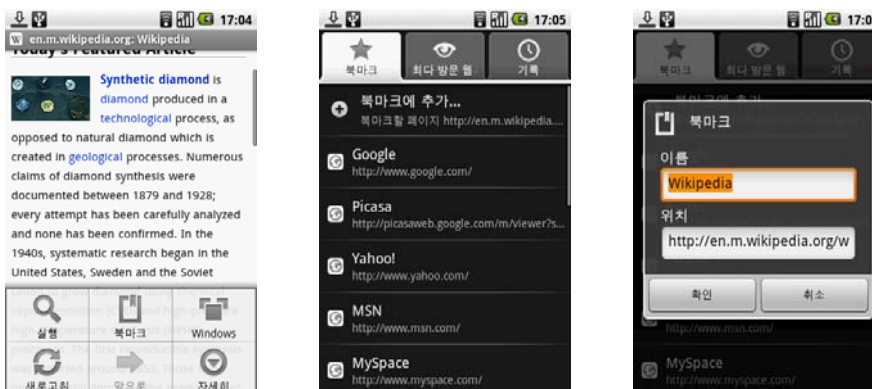 17:04
en.m.wikipedia.org: Wikipedia
Today's Featured Article
Synthetic diamond is
diamond produced in a
technological process, as
opposed to natural diamond which is
created in geological processes. Numerous
claims of diamond synthesis were
documented between 1879 and 1928;
every attempt has been carefully analyzed
and none has been confirmed. In the
1940s, systematic research began in the
United States, Sweden and the Soviet
실행 북마크 Windows
새로고침 앞으로 자세히
17:05
북마크 최다 방문 웹 기록
북마크에 추가...
북마크할 페이지 http://en.m.wikipedia....
Google
http://www.google.com/
Picasa
http://picasaweb.google.com/m/viewer?s...
Yahoo!
http://www.yahoo.com/
MSN
http://www.msn.com/
MySpace
http://www.myspace.com/
17:0
북마크 최다 방문 웹 기록
북마크
이름
Wikipedia
위치
http://en.m.wikipedia.org/w
확인 취소
http://www.msn.com/
MySpace
http://www.myspace.com/